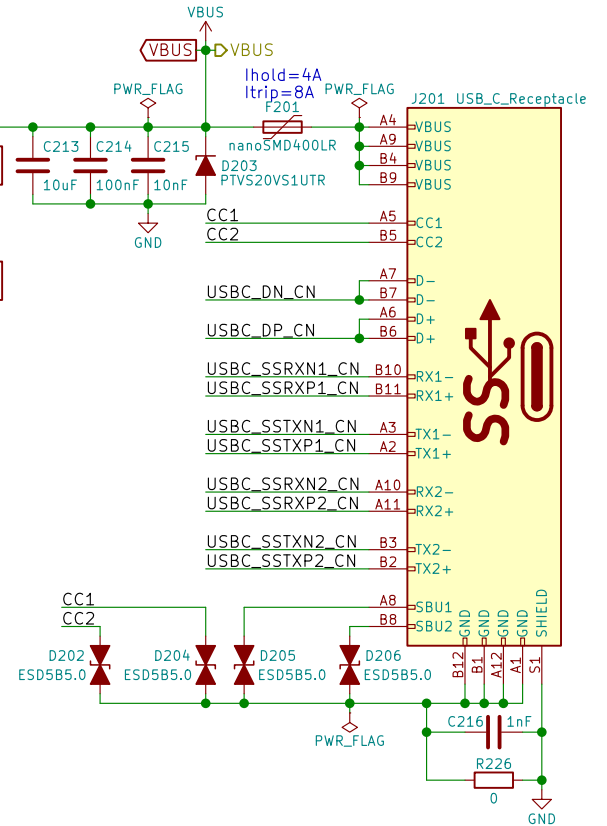 VBUS
VBUS
VBUS
Ihold=4A
Itrip=8A
PWR_FLAG
PWR_FLAG
F201
nanoSMD400LR
J201 USB_C_Receptacle
C213
C214
C215
10uF
100nF
10nF
D203
PTVS20VS1UTR
GND
A4 VBUS
A9 VBUS
B4 VBUS
B9 VBUS
CC1 A5 CC1
CC2 B5 CC2
A7 D-
USBC_DN_CN B7 D-
A6 D+
USBC_DP_CN B6 D+
USBC_SSRXN1_CN B10 RX1-
USBC_SSRXP1_CN B11 RX1+
USBC_SSTXN1_CN A3 TX1-
USBC_SSTXP1_CN A2 TX1+
USBC_SSRXN2_CN A10 RX2-
USBC_SSRXP2_CN A11 RX2+
USBC_SSTXN2_CN B3 TX2-
USBC_SSTXP2_CN B2 TX2+
SS
CC1
CC2
A8 SBU1
B8 SBU2
GND
GND
GND
GND
SHIELD
B12
B1
A12
A1
S1
D202
ESD5B5.0
D204
ESD5B5.0
D205
ESD5B5.0
D206
ESD5B5.0
PWR_FLAG
C216
1nF
R226
0
GND